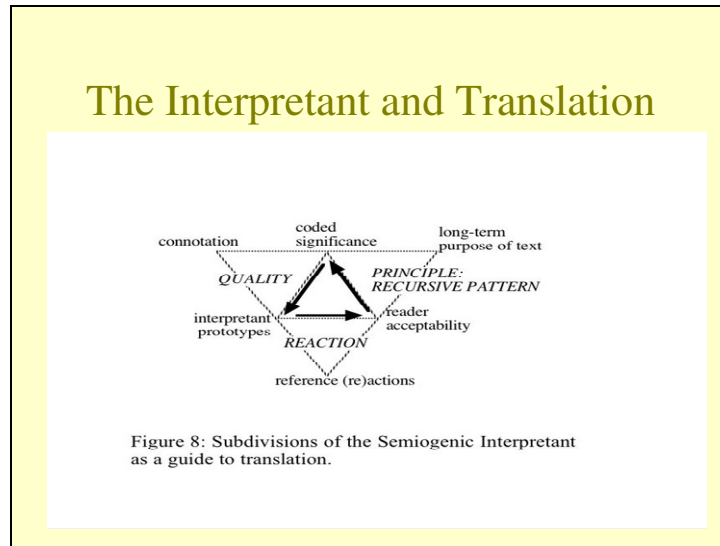 The Interpretant and Translation
coded
significance
connotation
long-term
purpose of text
QUALITY
PRINCIPLE:
RECURSIVE PATTERN
interpretant
prototypes
reader
acceptability
REACTION
reference (re)actions
Figure 8: Subdivisions of the Semiogenic Interpretant
as a guide to translation.